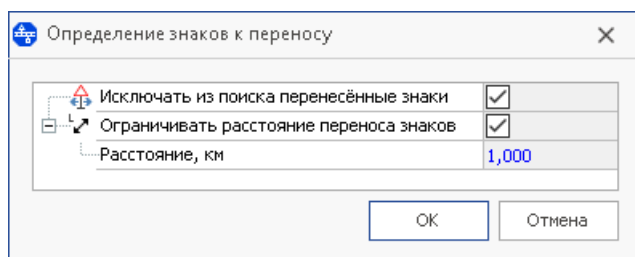 Определение знаков к переносу
Исключать из поиска перенесённые знаки
Ограничивать расстояние переноса знаков
Расстояние, км 1,000
OK Отмена